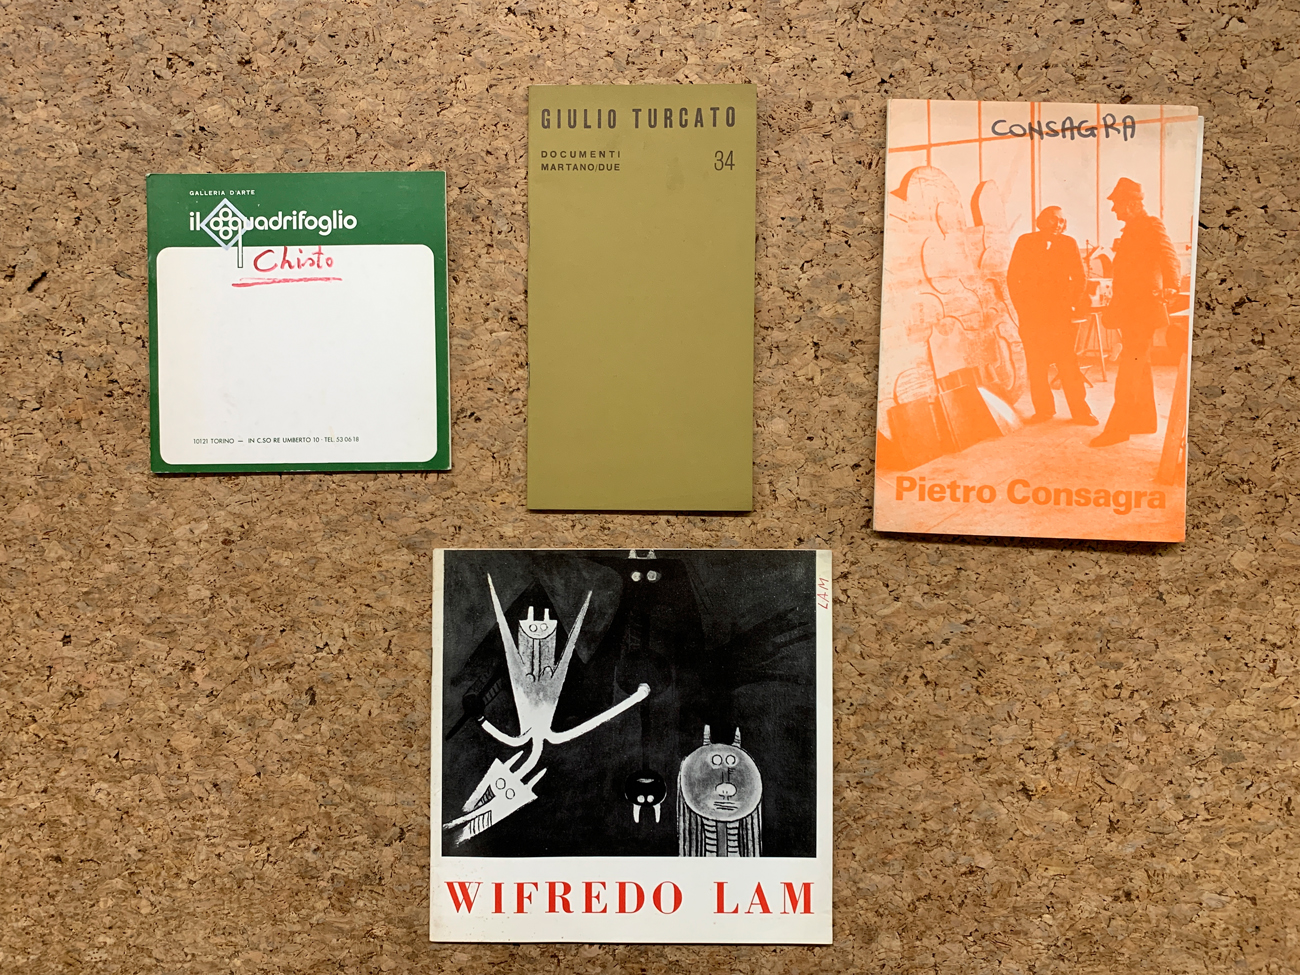 GALLERIA D'ARTE
il quadrifoglio
Christo
10121 TORINO — IN C.SO RE UMBERTO 10 · TEL. 53 06 18
GIULIO TURCATO
DOCUMENTI
MARTANO/DUE
34
CONSAGRA
Pietro Consagra
LAM
WIFREDO LAM